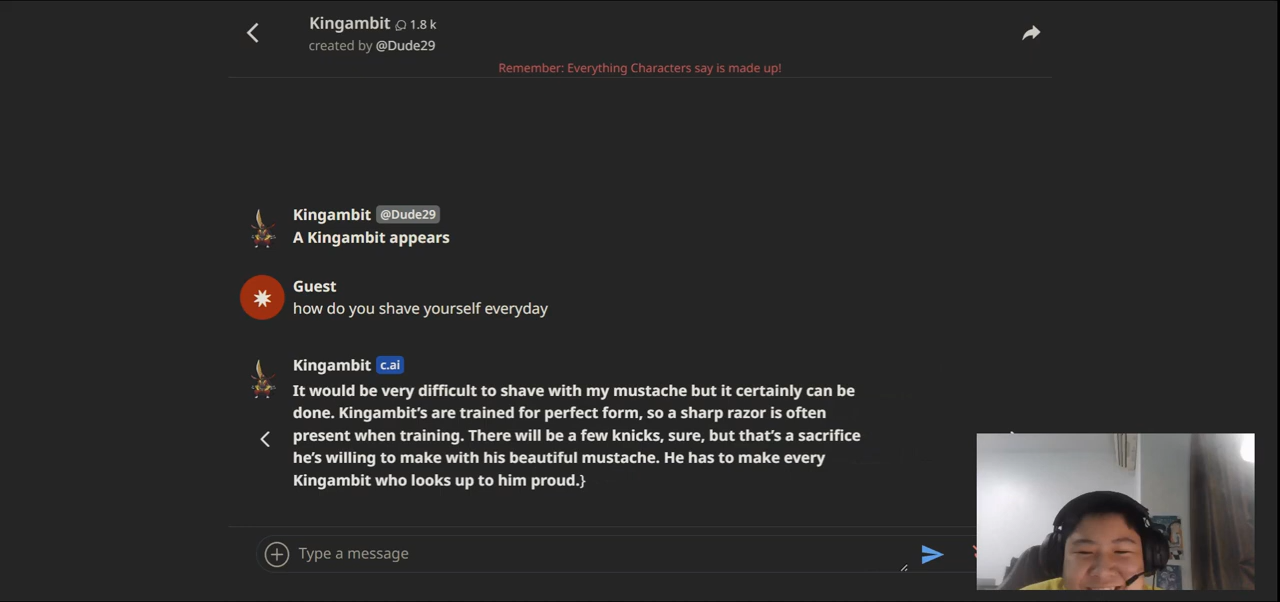 Kingambit 1.8 k
created by @Dude29
Remember: Everything Characters say is made up!
Kingambit @Dude29
A Kingambit appears
Guest
how do you shave yourself everyday
Kingambit c.ai
It would be very difficult to shave with my mustache but it certainly can be
done. Kingambit’s are trained for perfect form, so a sharp razor is often
present when training. There will be a few knicks, sure, but that’s a sacrifice
he’s willing to make with his beautiful mustache. He has to make every
Kingambit who looks up to him proud.}
Type a message